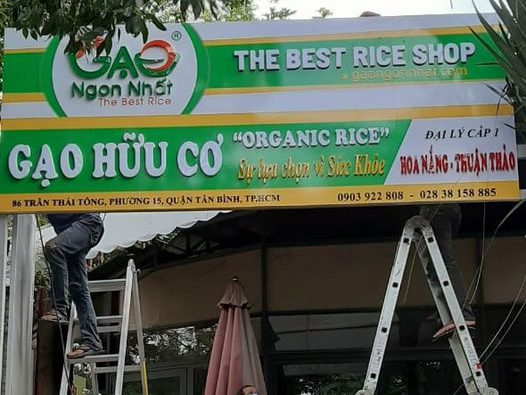 GẠO ®
Ngon Nhất
The Best Rice
THE BEST RICE SHOP
gaongonnhat.com
GẠO HỮU CƠ "ORGANIC RICE"
Sự lựa chọn vì Sức Khỏe
ĐẠI LÝ CẤP 1
HOA NẮNG - THUẬN THẢO
86 TRẦN THÁI TÔNG, PHƯỜNG 15, QUẬN TÂN BÌNH, TP.HCM
0903 922 808 - 028 38 158 885